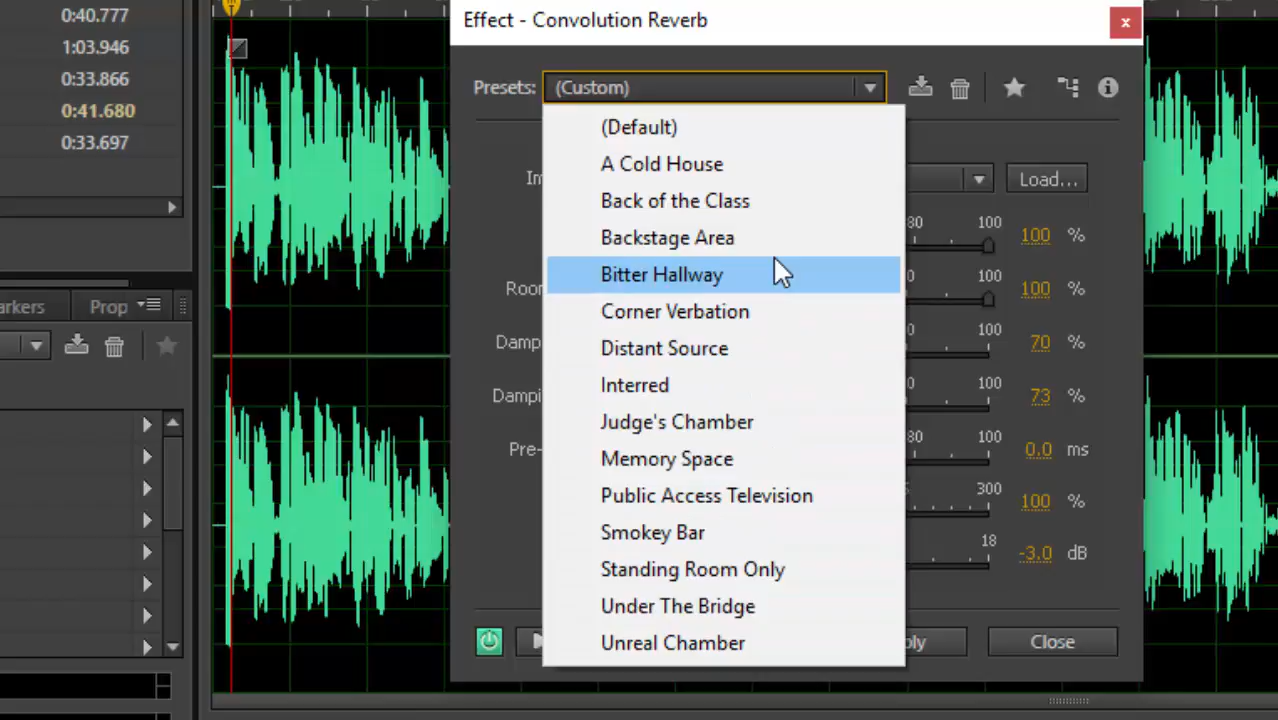 0:40.777
1:03.946
0:33.866
0:41.680
0:33.697
arkers Prop
Effect - Convolution Reverb
x
Presets: (Custom)
(Default)
A Cold House
Back of the Class
Backstage Area
Bitter Hallway
Corner Verbation
Distant Source
Interred
Judge's Chamber
Memory Space
Public Access Television
Smokey Bar
Standing Room Only
Under The Bridge
Unreal Chamber
Im
Load...
80 100
100 %
Roor
0 100
100 %
Damp
0 100
70 %
Dampi
0 100
73 %
Pre-
80 100
0.0 ms
300
100 %
18
-3.0 dB
ply
Close